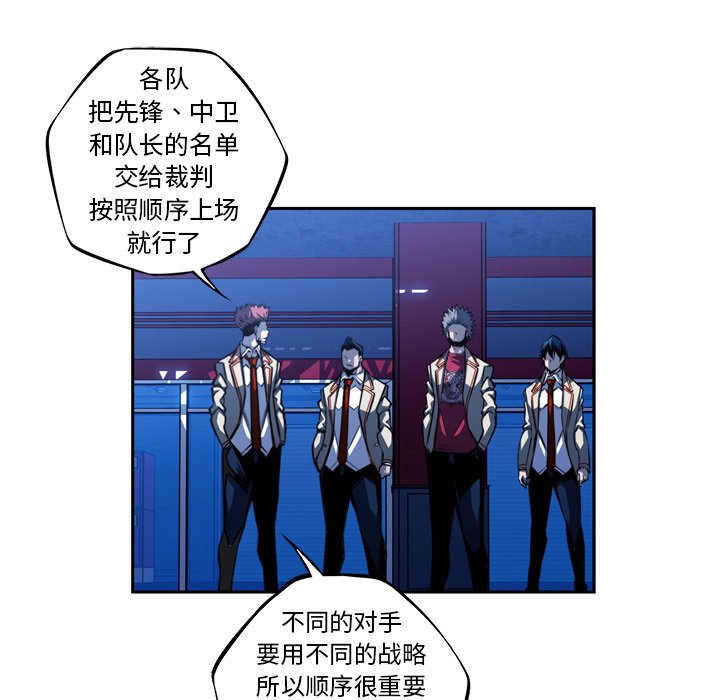 各队
把先锋、中卫
和队长的名单
交给裁判
按照顺序上场
就行了
不同的对手
要用不同的战略
所以顺序很重要